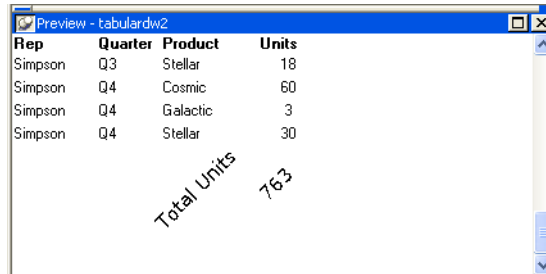 Preview - tabulardw2
Rep Quarter Product Units
Simpson Q3 Stellar 18
Simpson Q4 Cosmic 60
Simpson Q4 Galactic 3
Simpson Q4 Stellar 30
Total Units 763